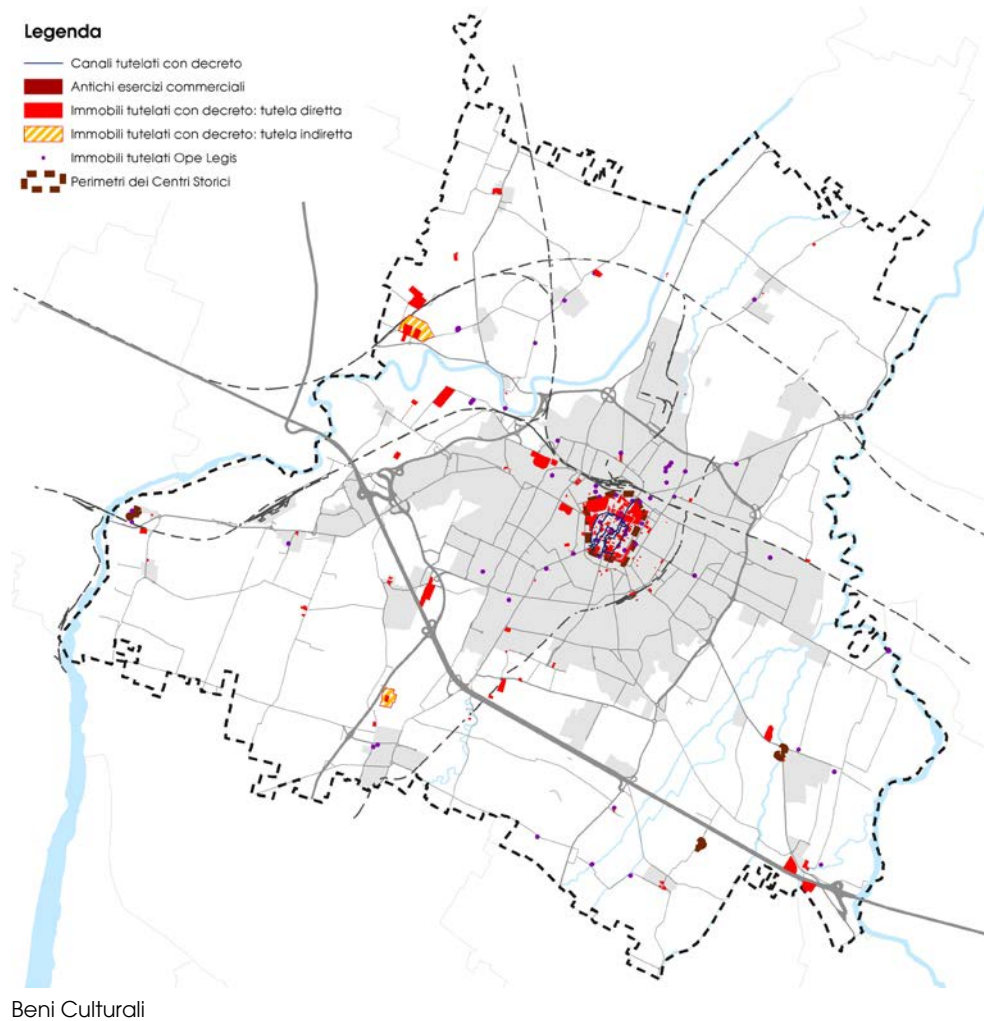 Legenda
Canali tutelati con decreto
Antichi esercizi commerciali
Immobili tutelati con decreto: tutela diretta
Immobili tutelati con decreto: tutela indiretta
Immobili tutelati Ope Legis
Perimetri dei Centri Storici
Beni Culturali